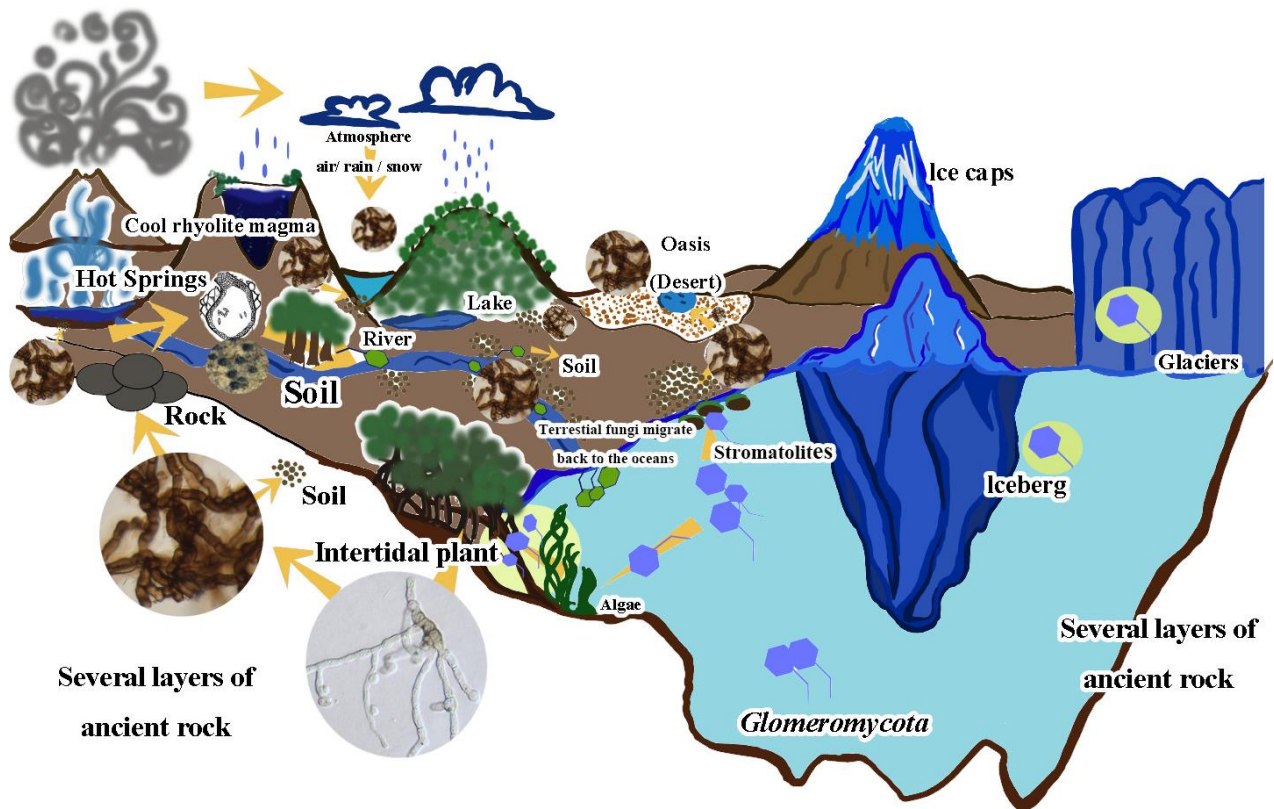 Atmosphere
air/ rain / snow
Ice caps
Cool rhyolite magma
Oasis
(Desert)
Hot Springs
Lake
River
Soil
Glaciers
Soil
Rock
Terrestial fungi migrate
back to the oceans
Stromatolites
Iceberg
Soil
Intertidal plant
Algae
Several layers of
ancient rock
Several layers of
ancient rock
Glomeromycota